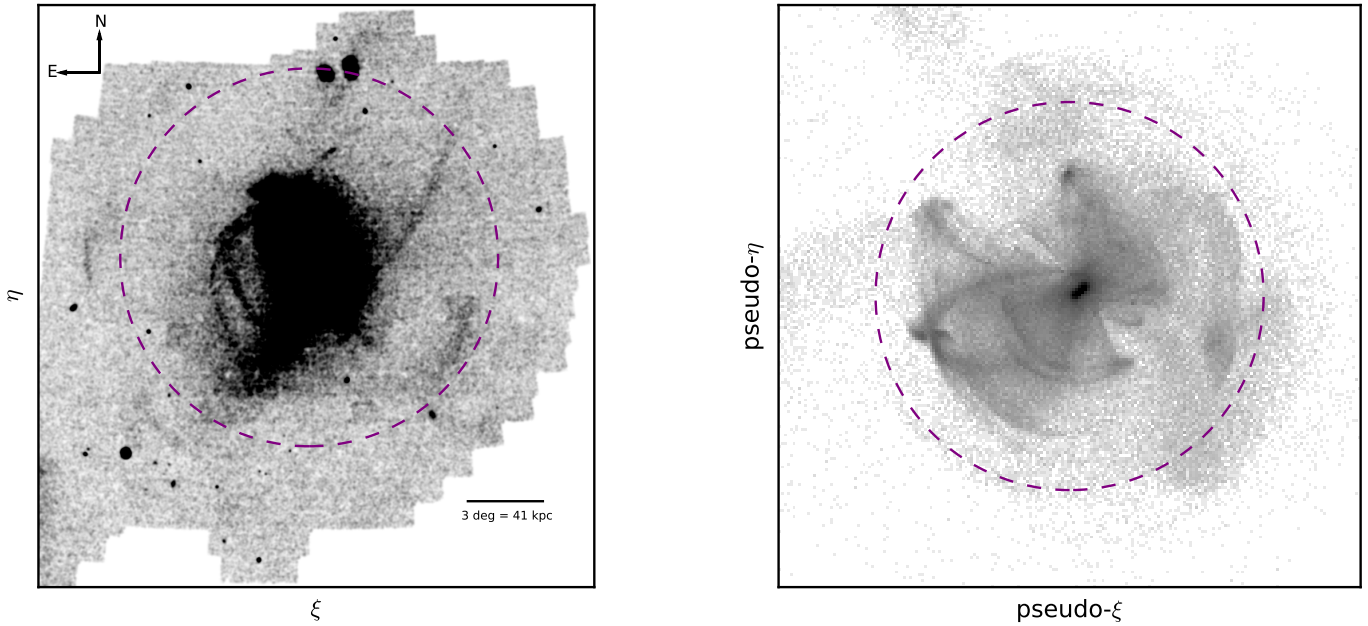 N
E
η
3 deg = 41 kpc
ξ
pseudo-η
pseudo-ξ